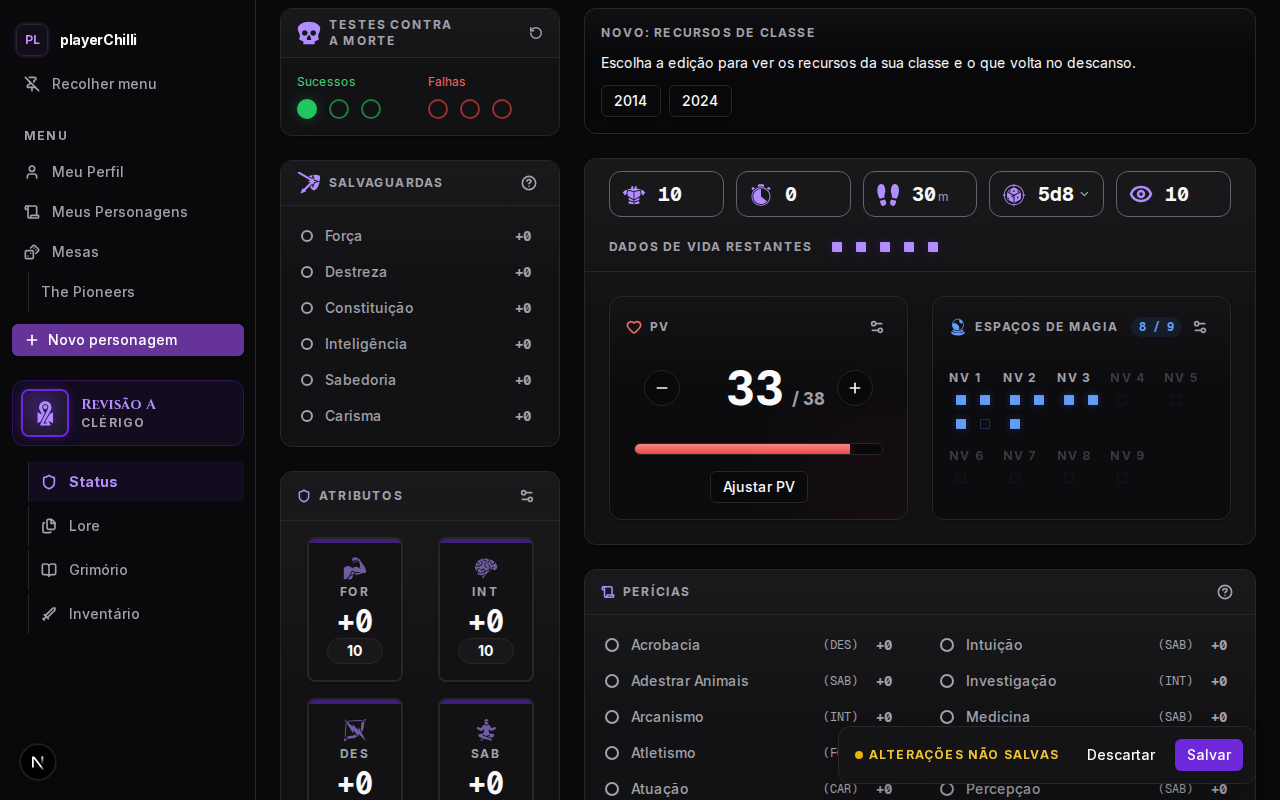 PL
playerChilli
Recolher menu
MENU
Meu Perfil
Meus Personagens
Mesas
The Pioneers
Novo personagem
Revisão A
CLÉRIGO
Status
Lore
Grimório
Inventário
N
TESTES CONTRA
A MORTE
Sucessos
Falhas
SALVAGUARDAS
Força +0
Destreza +0
Constituição +0
Inteligência +0
Sabedoria +0
Carisma +0
ATRIBUTOS
FOR
+0
10
INT
+0
10
DES
+0
SAB
+0
NOVO: RECURSOS DE CLASSE
Escolha a edição para ver os recursos da sua classe e o que volta no descanso.
2014 2024
10 0 30m 5d8 10
DADOS DE VIDA RESTANTES
PV
33 / 38
Ajustar PV
ESPAÇOS DE MAGIA 8 / 9
NV 1 NV 2 NV 3 NV 4 NV 5
NV 6 NV 7 NV 8 NV 9
PERÍCIAS
Acrobacia (DES) +0
Adestrar Animais (SAB) +0
Arcanismo (INT) +0
Atletismo (F
Atuação (CAR) +0
Intuição (SAB) +0
Investigação (INT) +0
Medicina (SAB) +0
Percepção (SAB) +0
ALTERAÇÕES NÃO SALVAS Descartar Salvar